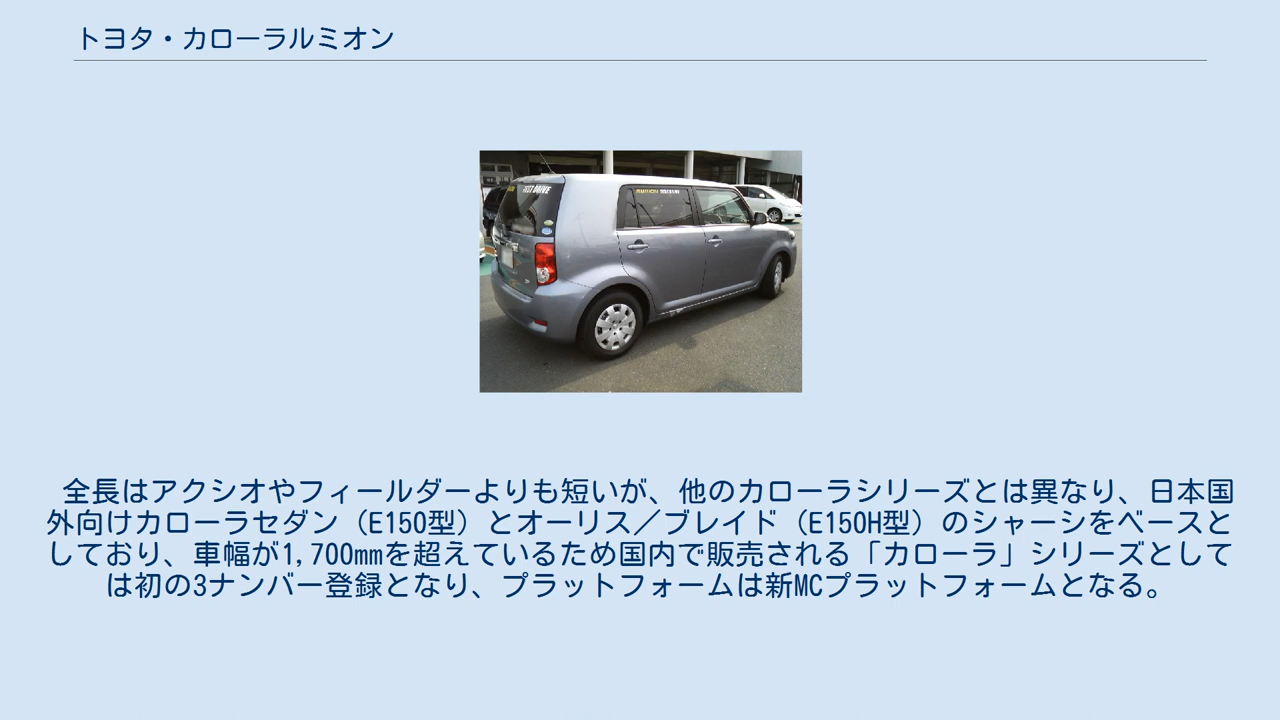 トヨタ・カローラルミオン
TEST DRIVE
全長はアクシオやフィールダーよりも短いが、他のカローラシリーズとは異なり、日本国
外向けカローラセダン（E150型）とオーリス／ブレイド（E150H型）のシャーシをベースと
しており、車幅が1,700mmを超えているため国内で販売される「カローラ」シリーズとして
は初の3ナンバー登録となり、プラットフォームは新MCプラットフォームとなる。